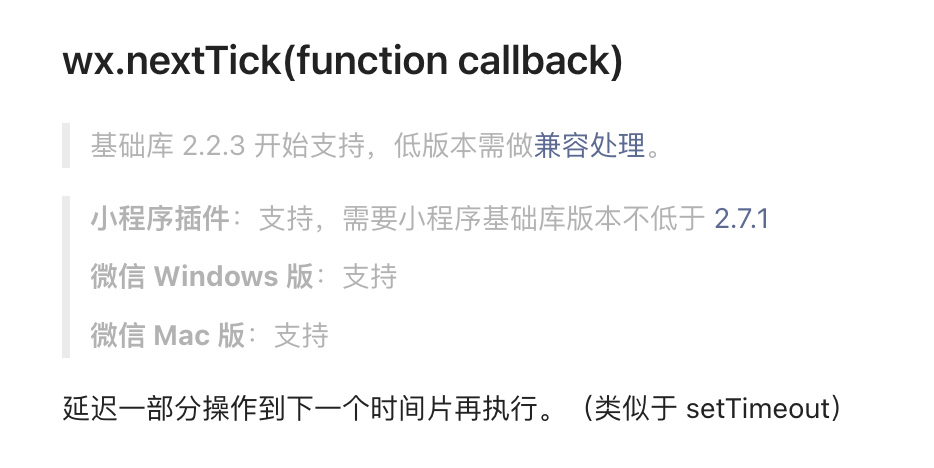 wx.nextTick(function callback)
基础库 2.2.3 开始支持，低版本需做兼容处理。
小程序插件：支持，需要小程序基础库版本不低于 2.7.1
微信 Windows 版：支持
微信 Mac 版：支持
延迟一部分操作到下一个时间片再执行。（类似于 setTimeout）